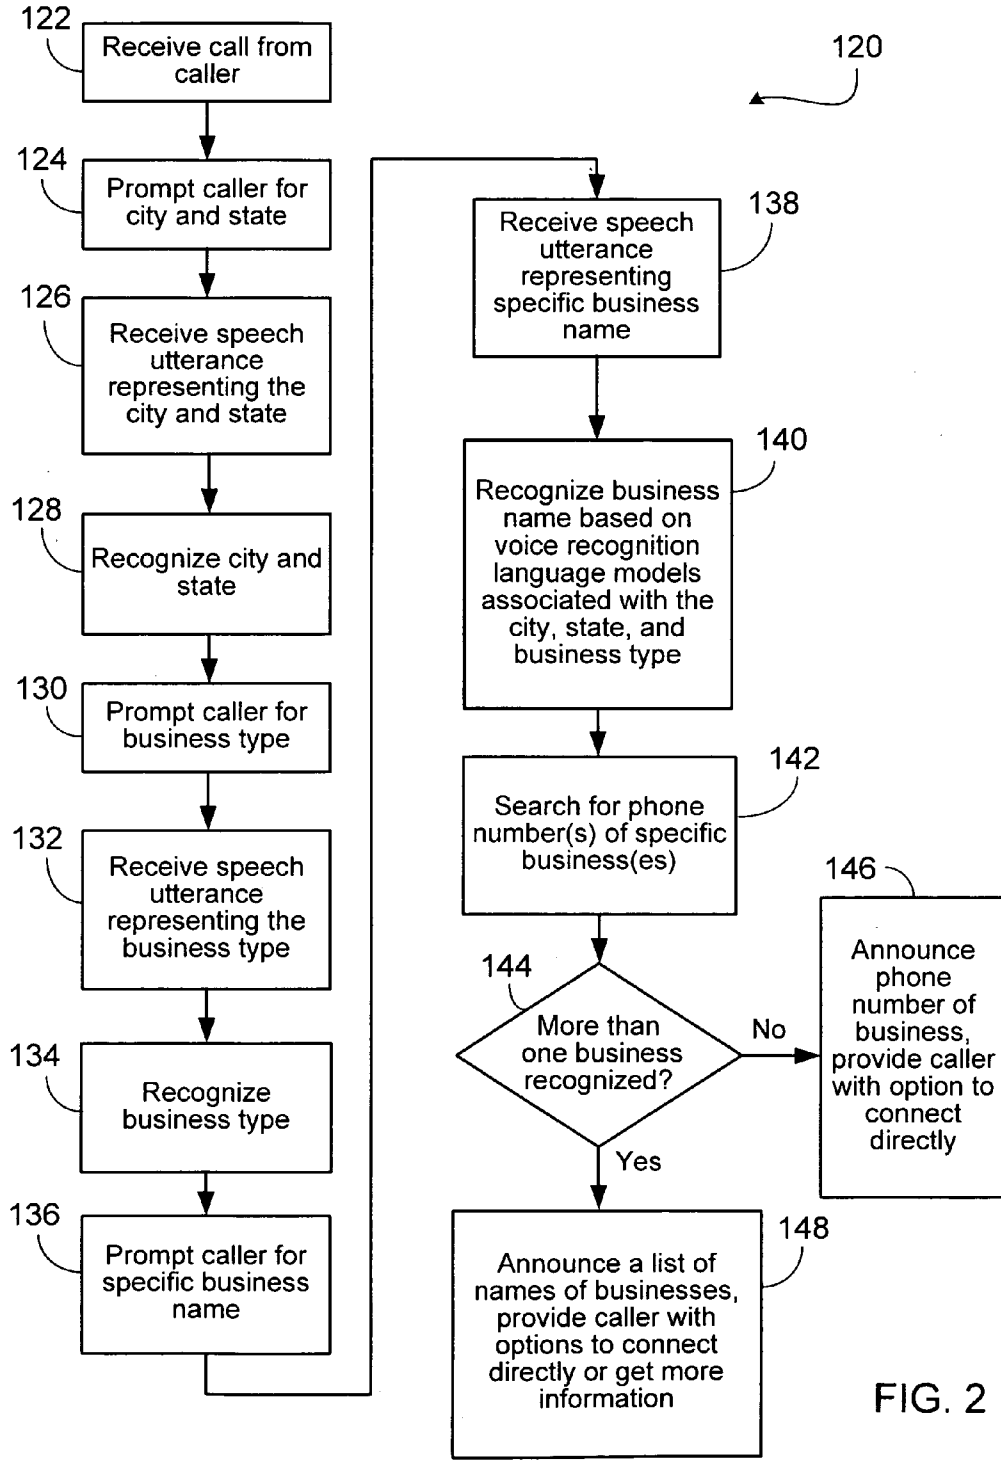 122
Receive call from
caller
124
Prompt caller for
city and state
126
Receive speech
utterance
representing the
city and state
128
Recognize city and
state
130
Prompt caller for
business type
132
Receive speech
utterance
representing the
business type
134
Recognize
business type
136
Prompt caller for
specific business
name
120
138
Receive speech
utterance
representing
specific business
name
140
Recognize business
name based on
voice recognition
language models
associated with the
city, state, and
business type
142
Search for phone
number(s) of specific
business(es)
144
More than
one business
recognized?
No
Yes
146
Announce
phone
number of
business,
provide caller
with option to
connect
directly
148
Announce a list of
names of businesses,
provide caller with
options to connect
directly or get more
information
FIG. 2